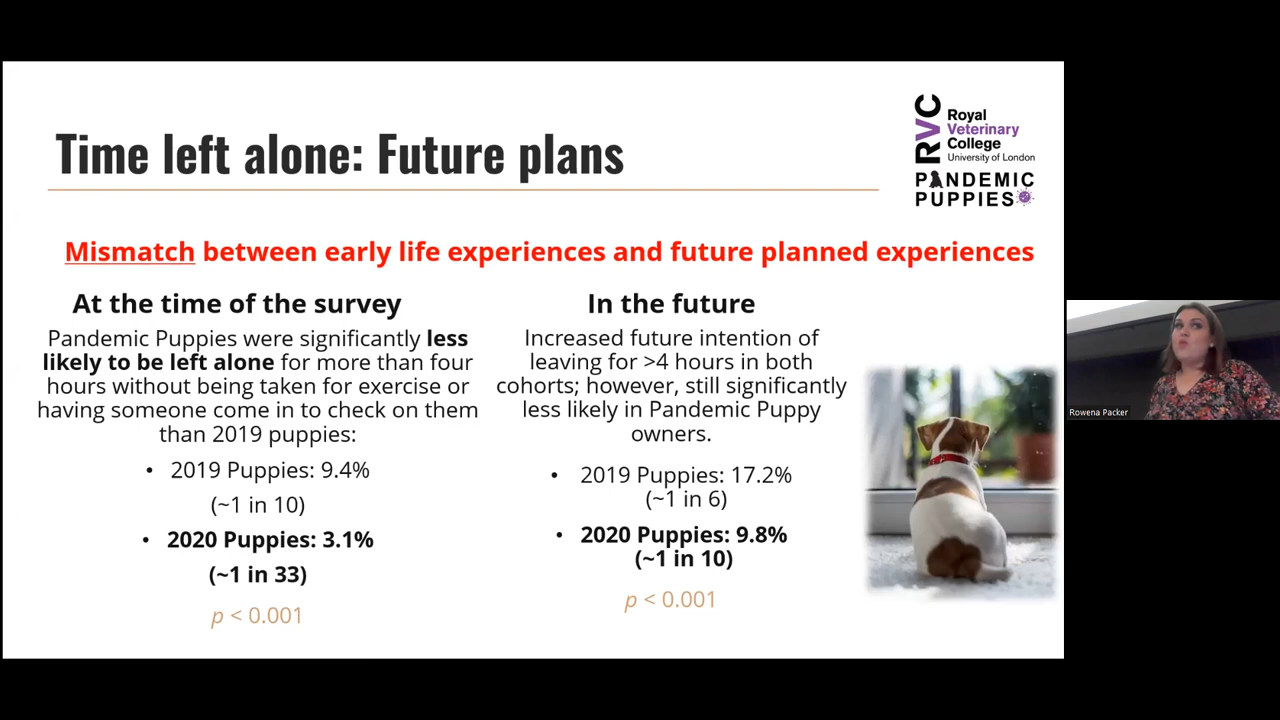 Time left alone: Future plans
RVC
Royal
Veterinary
College
University of London
PANDEMIC
PUPPIES
Mismatch between early life experiences and future planned experiences
At the time of the survey
Pandemic Puppies were significantly less
likely to be left alone for more than four
hours without being taken for exercise or
having someone come in to check on them
than 2019 puppies:
• 2019 Puppies: 9.4%
(~1 in 10)
• 2020 Puppies: 3.1%
(~1 in 33)
p < 0.001
In the future
Increased future intention of
leaving for >4 hours in both
cohorts; however, still significantly
less likely in Pandemic Puppy
owners.
• 2019 Puppies: 17.2%
(~1 in 6)
• 2020 Puppies: 9.8%
(~1 in 10)
p < 0.001
Rowena Packer